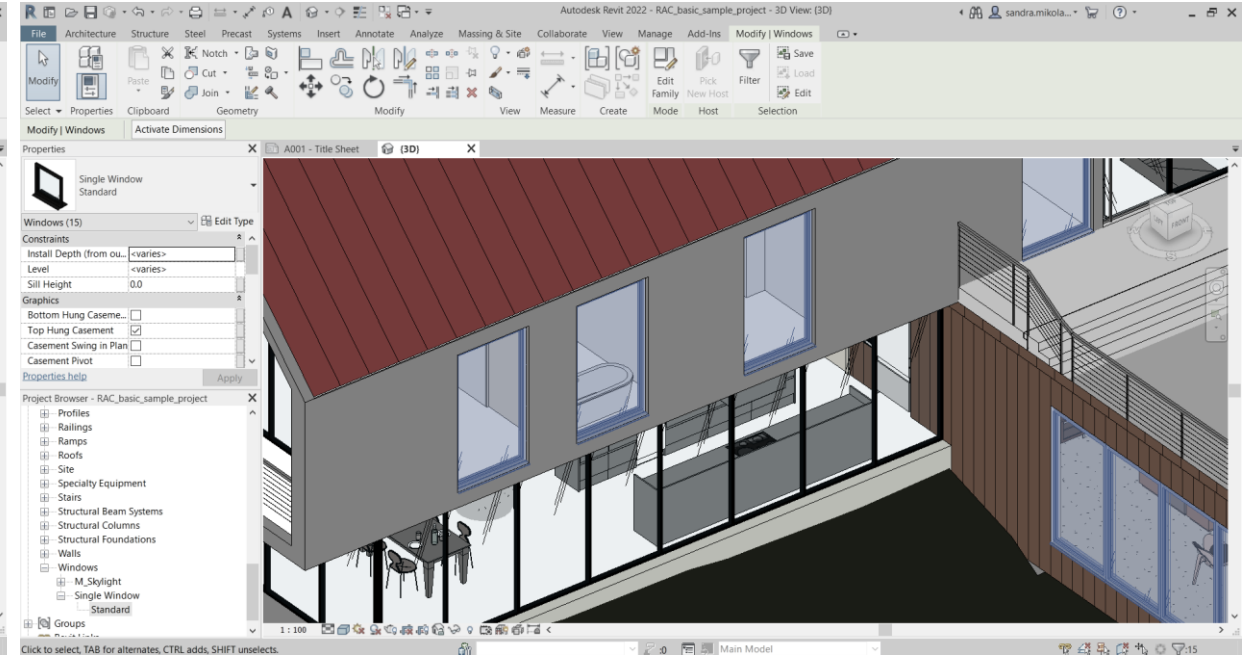 Autodesk Revit 2022 - RAC_basic_sample_project - 3D View: {3D}
sandra.mikola...
File Architecture Structure Steel Precast Systems Insert Annotate Analyze Massing & Site Collaborate View Manage Add-Ins Modify | Windows
Modify
Paste
Notch
Cut
Join
Edit Family
Pick New Host
Filter
Save
Load
Edit
Select Properties Clipboard Geometry Modify View Measure Create Mode Host Selection
Modify | Windows Activate Dimensions
Properties
A001 - Title Sheet
{3D}
Single Window
Standard
Windows (15)
Edit Type
Constraints
Install Depth (from ou... <varies>
Level <varies>
Sill Height 0.0
Graphics
Bottom Hung Caseme...
Top Hung Casement
Casement Swing in Plan
Casement Pivot
Properties help
Apply
Project Browser - RAC_basic_sample_project
Profiles
Railings
Ramps
Roofs
Site
Specialty Equipment
Stairs
Structural Beam Systems
Structural Columns
Structural Foundations
Walls
Windows
M_Skylight
Single Window
Standard
Groups
FRONT
1 : 100
Click to select, TAB for alternates, CTRL adds, SHIFT unselects.
:0
Main Model
:15